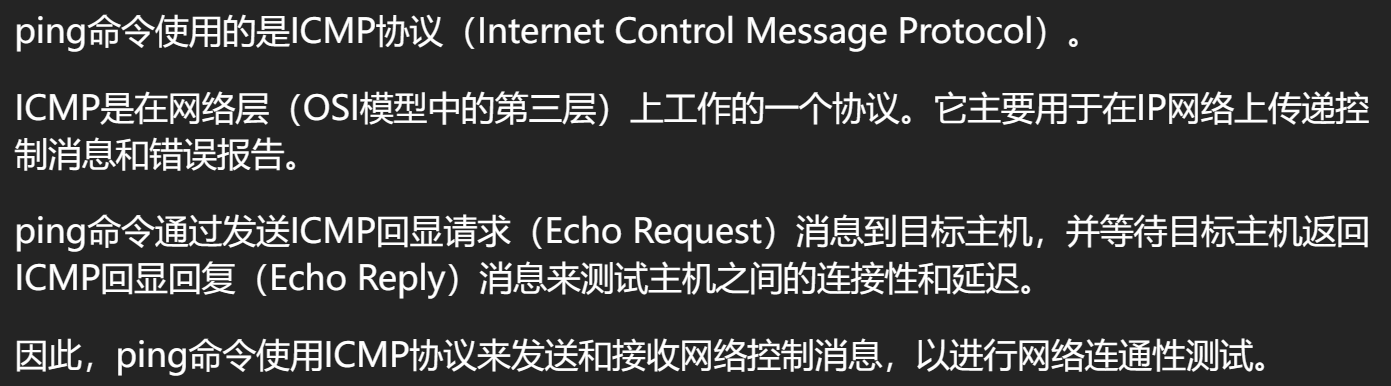 ping命令使用的是ICMP协议（Internet Control Message Protocol）。
ICMP是在网络层（OSI模型中的第三层）上工作的一个协议。它主要用于在IP网络上传递控
制消息和错误报告。
ping命令通过发送ICMP回显请求（Echo Request）消息到目标主机，并等待目标主机返回
ICMP回显回复（Echo Reply）消息来测试主机之间的连接性和延迟。
因此，ping命令使用ICMP协议来发送和接收网络控制消息，以进行网络连通性测试。